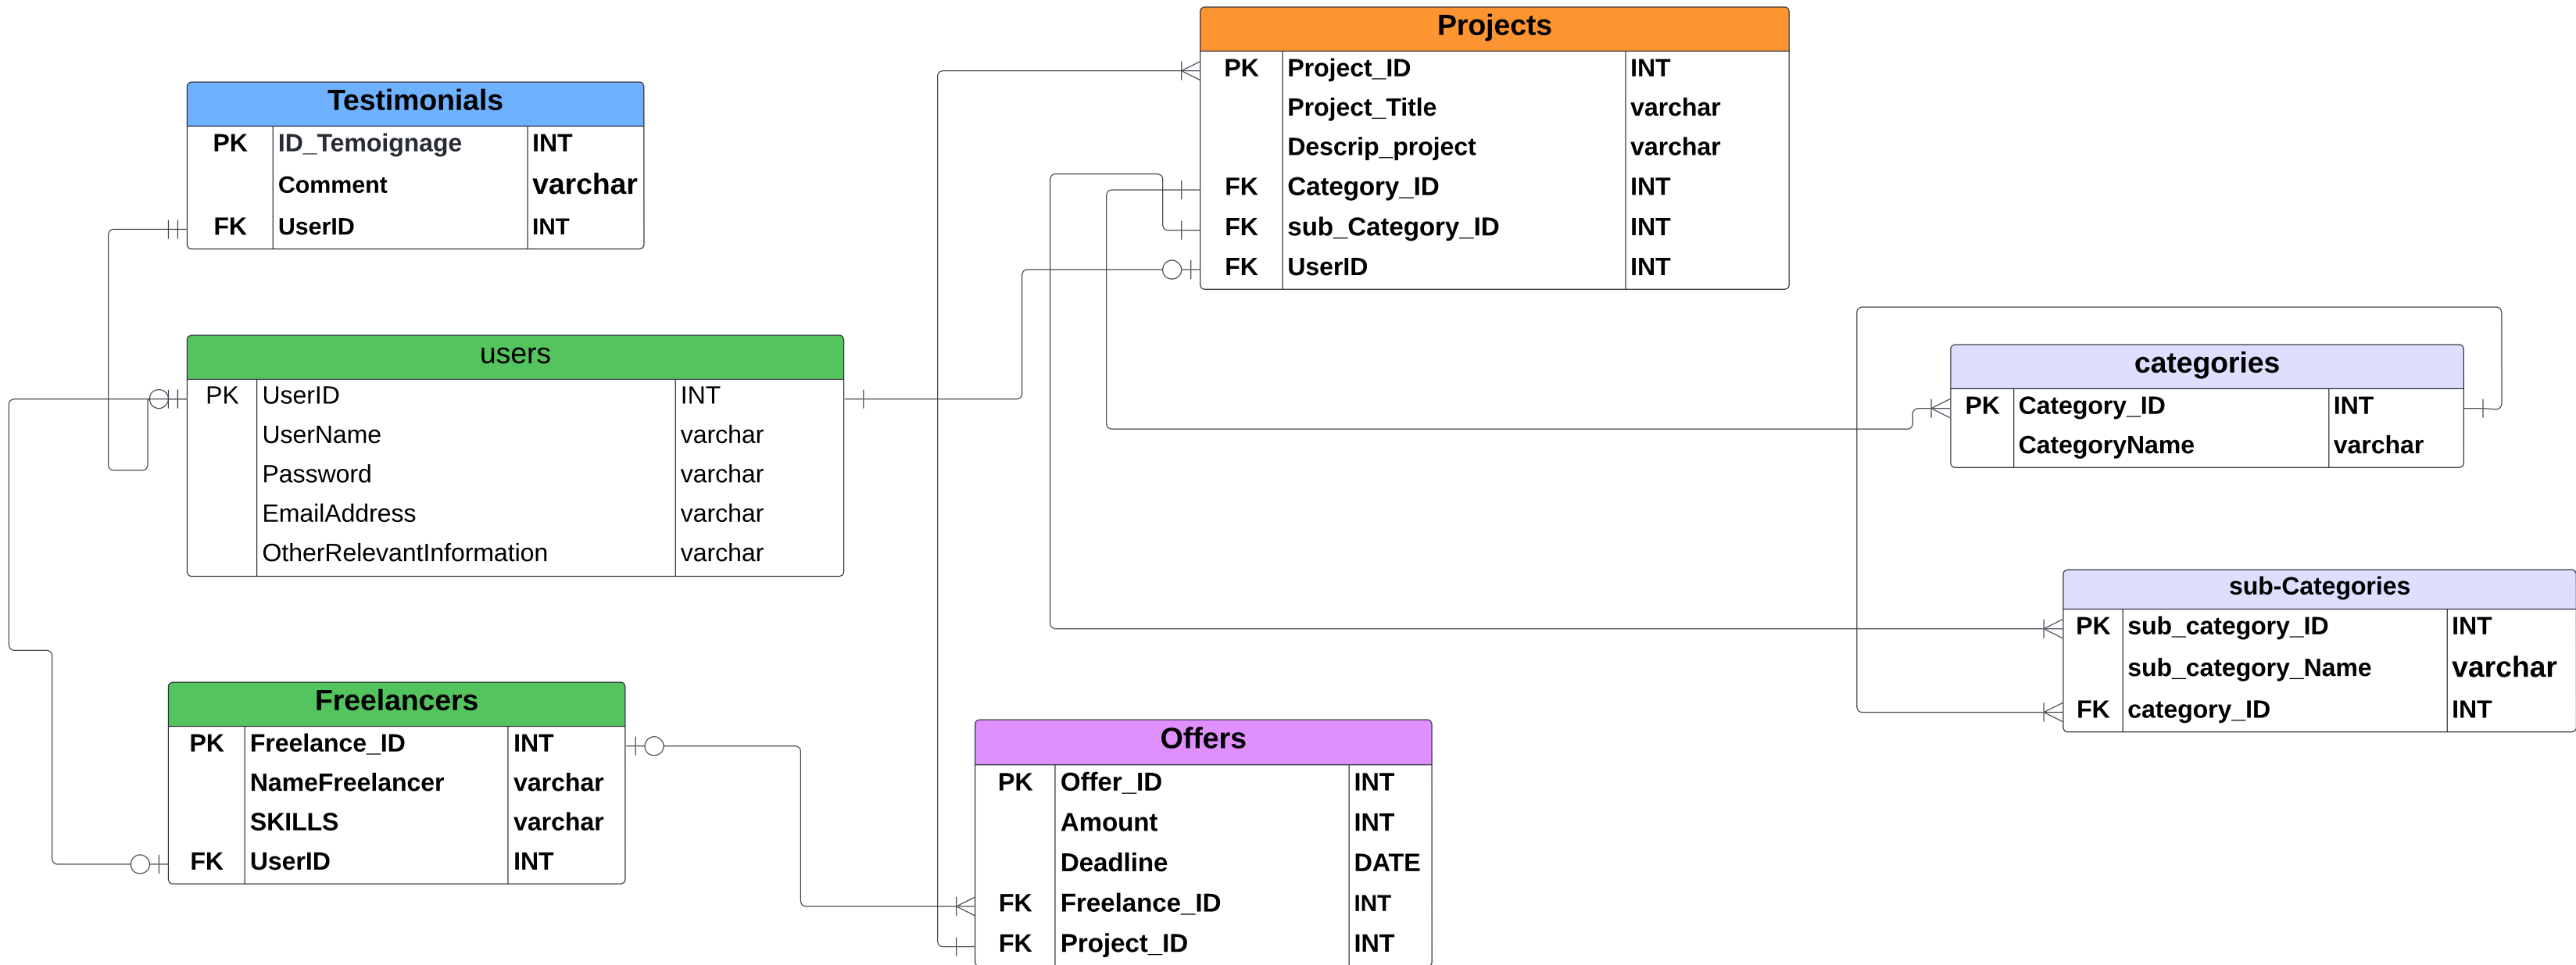 Projects
PK Project_ID INT
Project_Title varchar
Descrip_project varchar
FK Category_ID INT
FK sub_Category_ID INT
FK UserID INT
Testimonials
PK ID_Temoignage INT
Comment varchar
FK UserID INT
users
PK UserID INT
UserName varchar
Password varchar
EmailAddress varchar
OtherRelevantInformation varchar
categories
PK Category_ID INT
CategoryName varchar
sub-Categories
PK sub_category_ID INT
sub_category_Name varchar
FK category_ID INT
Freelancers
PK Freelance_ID INT
NameFreelancer varchar
SKILLS varchar
FK UserID INT
Offers
PK Offer_ID INT
Amount INT
Deadline DATE
FK Freelance_ID INT
FK Project_ID INT